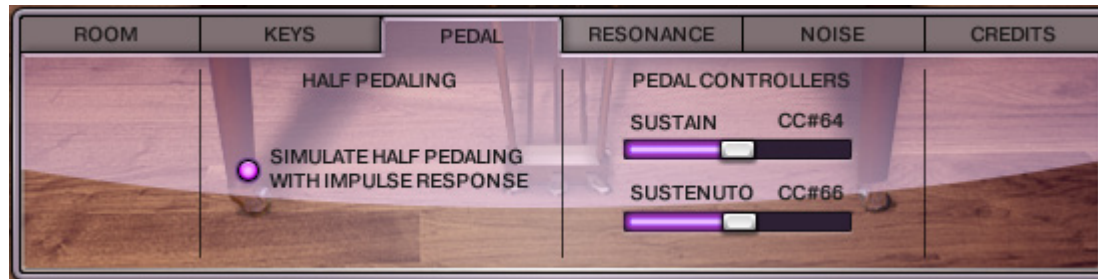 ROOM KEYS PEDAL RESONANCE NOISE CREDITS
HALF PEDALING
SIMULATE HALF PEDALING
WITH IMPULSE RESPONSE
PEDAL CONTROLLERS
SUSTAIN CC#64
SUSTENUTO CC#66